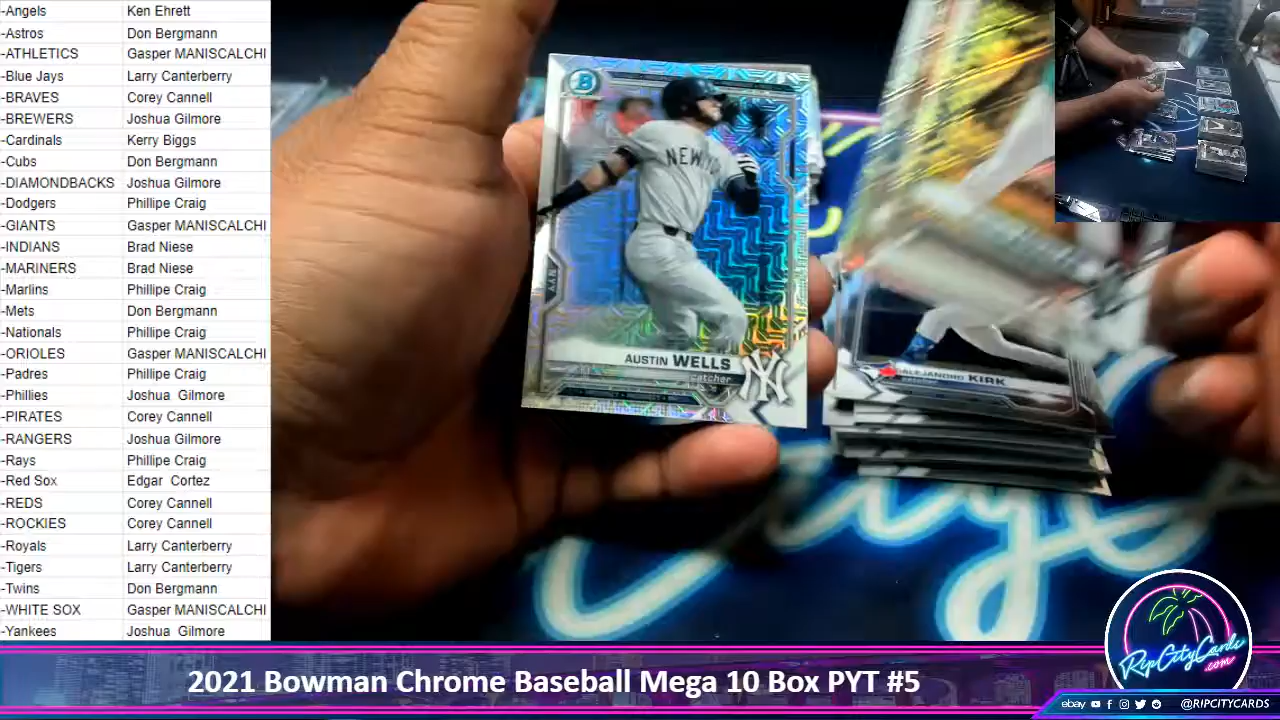 -Angels Ken Ehrett
-Astros Don Bergmann
-ATHLETICS Gasper MANISCALCHI
-Blue Jays Larry Canterberry
-BRAVES Corey Cannell
-BREWERS Joshua Gilmore
-Cardinals Kerry Biggs
-Cubs Don Bergmann
-DIAMONDBACKS Joshua Gilmore
-Dodgers Phillipe Craig
-GIANTS Gasper MANISCALCHI
-INDIANS Brad Niese
-MARINERS Brad Niese
-Marlins Phillipe Craig
-Mets Don Bergmann
-Nationals Phillipe Craig
-ORIOLES Gasper MANISCALCHI
-Padres Phillipe Craig
-Phillies Joshua Gilmore
-PIRATES Corey Cannell
-RANGERS Joshua Gilmore
-Rays Phillipe Craig
-Red Sox Edgar Cortez
-REDS Corey Cannell
-ROCKIES Corey Cannell
-Royals Larry Canterberry
-Tigers Larry Canterberry
-Twins Don Bergmann
-WHITE SOX Gasper MANISCALCHI
-Yankees Joshua Gilmore
B
NEW YO
NYY
AUSTIN WELLS
catcher
NY
ALEJANDRO KIRK
City
RipCityCards
.com
2021 Bowman Chrome Baseball Mega 10 Box PYT #5
ebay @RIPCITYCARDS